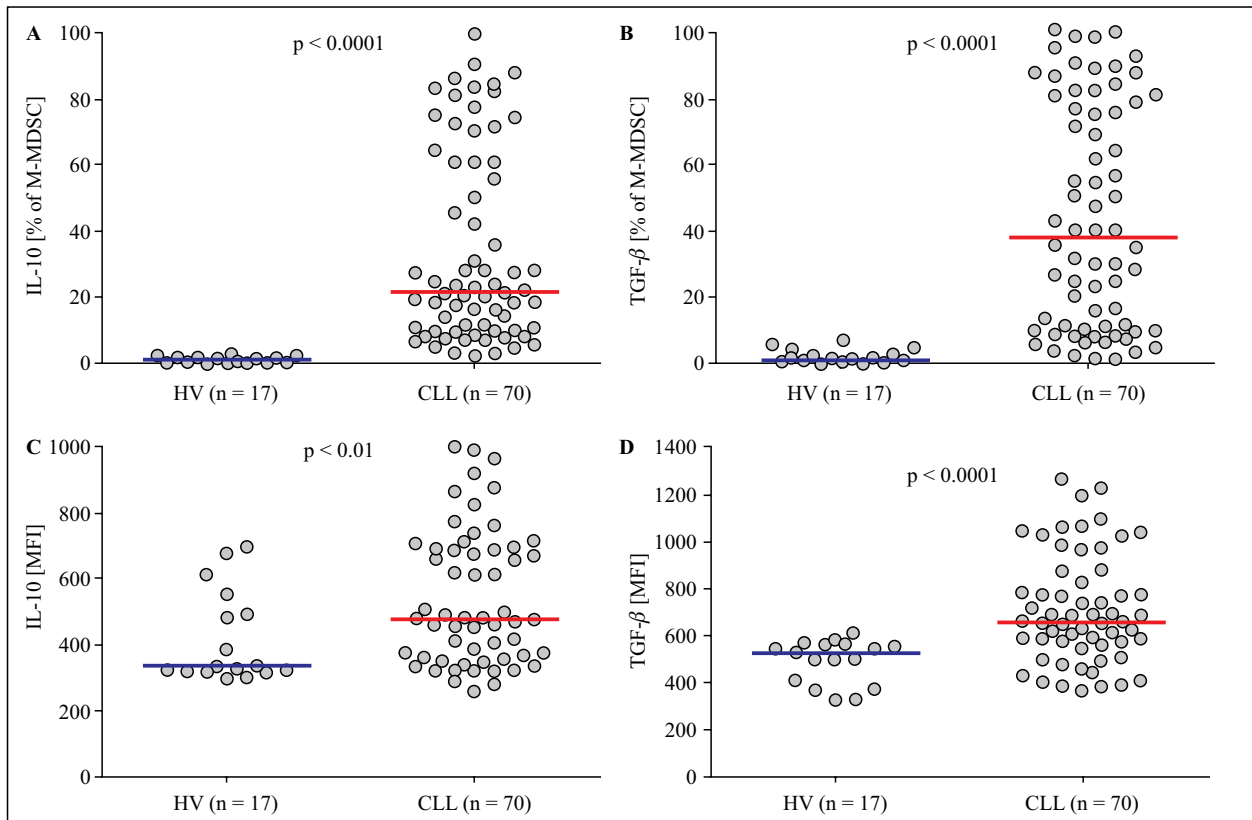 A
p < 0.0001
IL-10 [% of M-MDSC]
100
80
60
40
20
0
HV (n = 17)
CLL (n = 70)
B
p < 0.0001
TGF-β [% of M-MDSC]
100
80
60
40
20
0
HV (n = 17)
CLL (n = 70)
C
p < 0.01
IL-10 [MFI]
1000
800
600
400
200
0
HV (n = 17)
CLL (n = 70)
D
p < 0.0001
TGF-β [MFI]
1400
1200
1000
800
600
400
200
0
HV (n = 17)
CLL (n = 70)